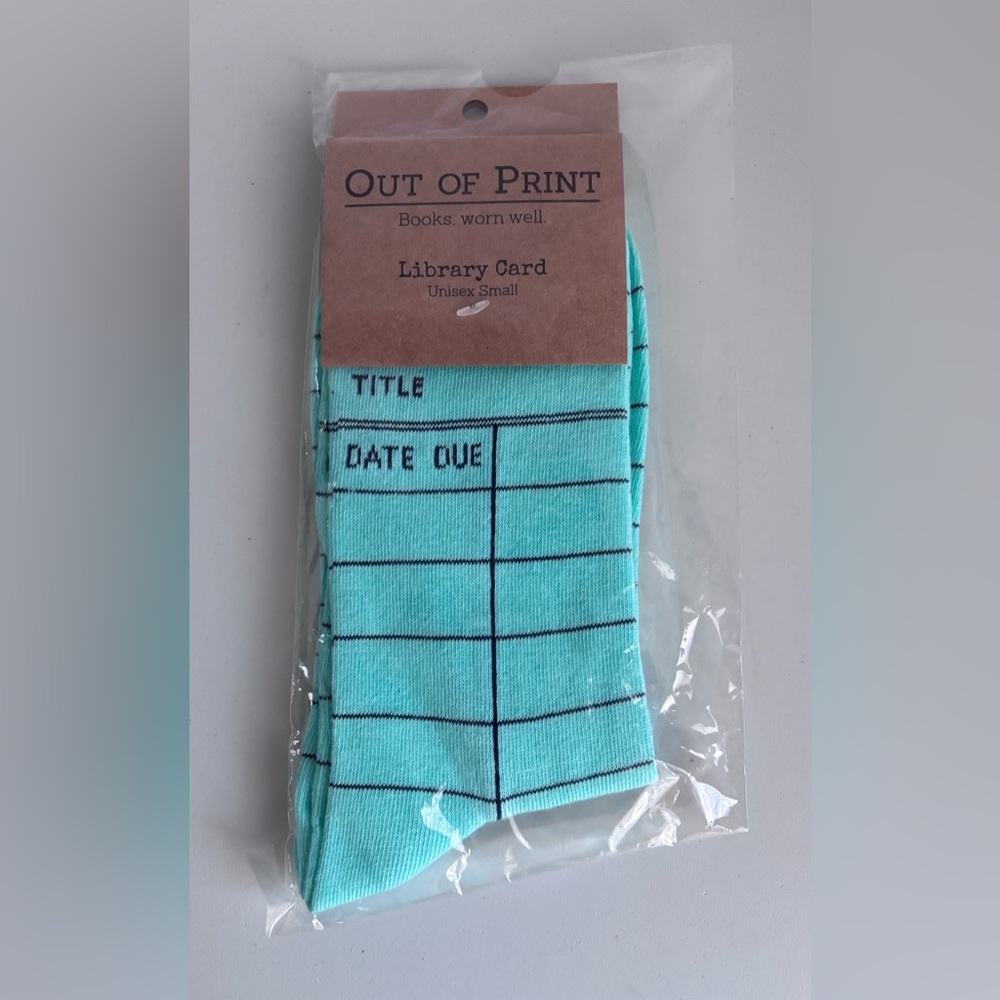 OUT OF PRINT
Books, worn well.
Library Card
Unisex Small
TITLE
DATE DUE